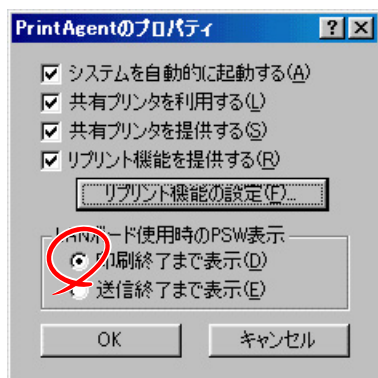 PrintAgentのプロパティ
システムを自動的に起動する(A)
共有プリンタを利用する(L)
共有プリンタを提供する(S)
リプリント機能を提供する(R)
リプリント機能の設定(F)...
LANボード使用時のPSW表示
印刷終了まで表示(D)
送信終了まで表示(E)
OK
キャンセル